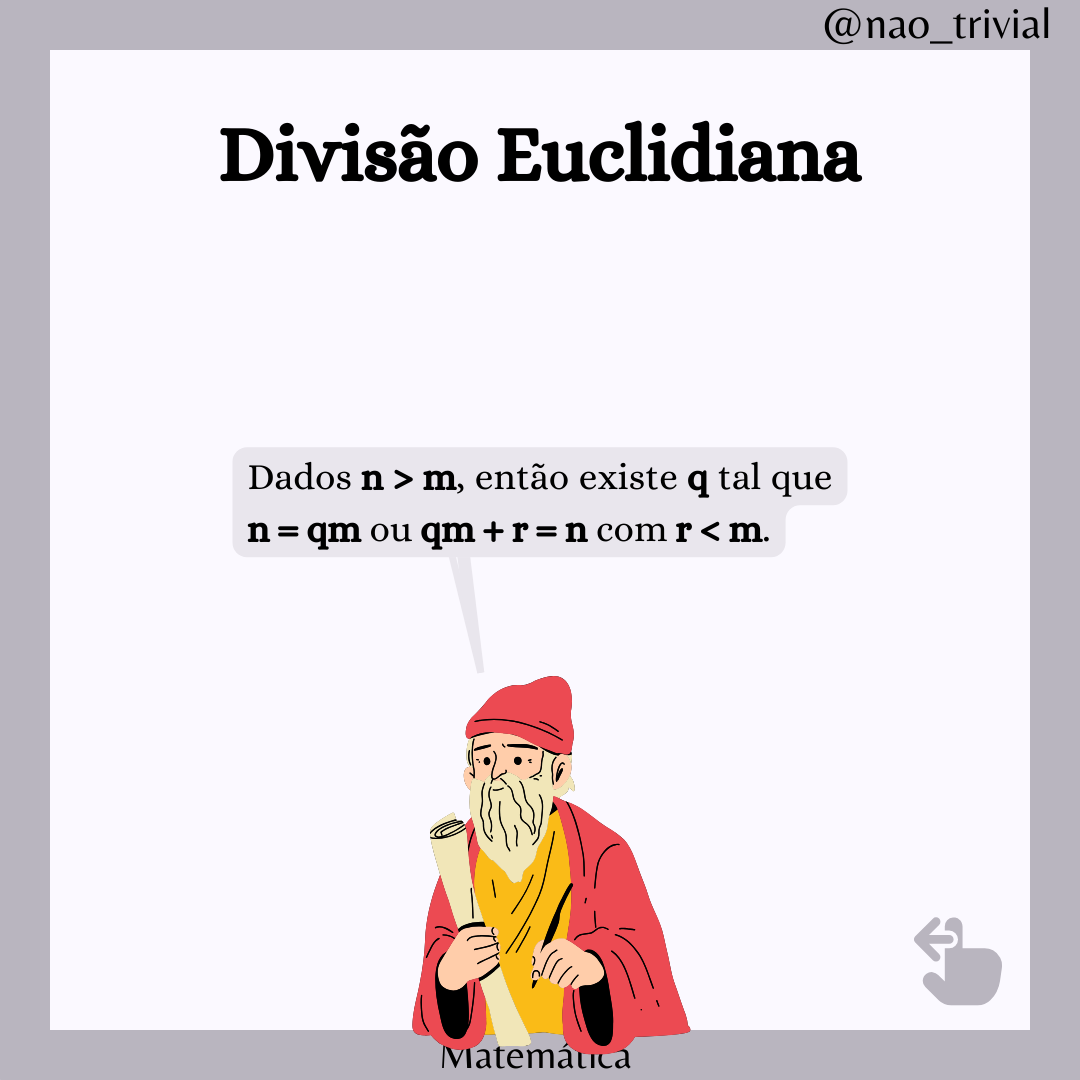 @nao_trivial
Divisão Euclidiana
Dados n > m, então existe q tal que
n = qm ou qm + r = n com r < m.
Matemática